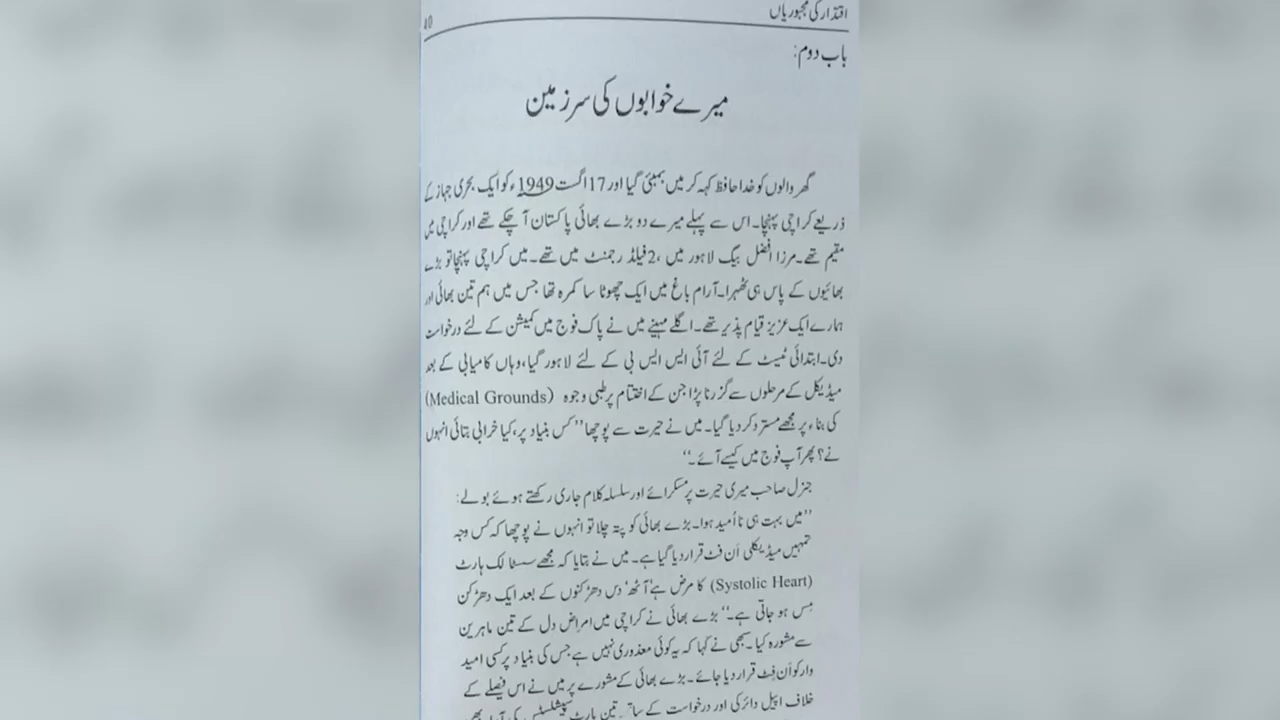 اقتدار کی مجبوریاں
باب دوم:
میرے خوابوں کی سرزمین
گھر والوں کو خدا حافظ کہہ کر میں بمبئی گیا اور 17 اگست 1949ء کو ایک بحری جہاز کے
ذریعے کراچی پہنچا۔ اس سے پہلے میرے دو بڑے بھائی پاکستان آ چکے تھے اور کراچی میں
مقیم تھے۔ مرزا افضل بیگ لاہور میں ،2 فیلڈ رجمنٹ میں تھے۔ میں کراچی پہنچا تو بڑے
بھائیوں کے پاس ہی ٹھہرا۔ آرام باغ میں ایک چھوٹا سا کمرہ تھا جس میں ہم تین بھائی اور
ہمارے ایک عزیز قیام پذیر تھے۔ اگلے مہینے میں نے پاک فوج میں کمیشن کے لئے درخواست
دی۔ ابتدائی ٹیسٹ کے لئے آئی ایس ایس بی کے لئے لاہور گیا، وہاں کامیابی کے بعد
میڈیکل کے مرحلوں سے گزرنا پڑا جن کے اختتام پر طبی وجوہ (Medical Grounds)
کی بناء پر مجھے مسترد کر دیا گیا۔ میں نے حیرت سے پوچھا ’’کس بنیاد پر، کیا خرابی بتائی انہوں
نے؟ پھر آپ فوج میں کیسے آئے۔‘‘
جنرل صاحب میری حیرت پر مسکرائے اور سلسلہ کلام جاری رکھتے ہوئے بولے:
’’میں بہت ہی نا اُمید ہوا۔ بڑے بھائی کو پتہ چلا تو انہوں نے پوچھا کہ کس وجہ
تمہیں میڈیکلی اَن فٹ قرار دیا گیا ہے۔ میں نے بتایا کہ مجھے سسٹالک ہارٹ
(Systolic Heart) کا مرض ہے‘ آٹھ‘ دس دھڑکنوں کے بعد ایک دھڑکن
مِس ہو جاتی ہے۔‘‘ بڑے بھائی نے کراچی میں امراض دل کے تین ماہرین
سے مشورہ کیا۔ سبھی نے کہا کہ یہ کوئی معذوری نہیں ہے جس کی بنیاد پر کسی امید
وار کو اَن فِٹ قرار دیا جائے۔ بڑے بھائی کے مشورے پر میں نے اس فیصلے کے
خلاف اپیل دائر کی اور درخواست کے ساتھ تین ہارٹ سپیشلسٹس کی